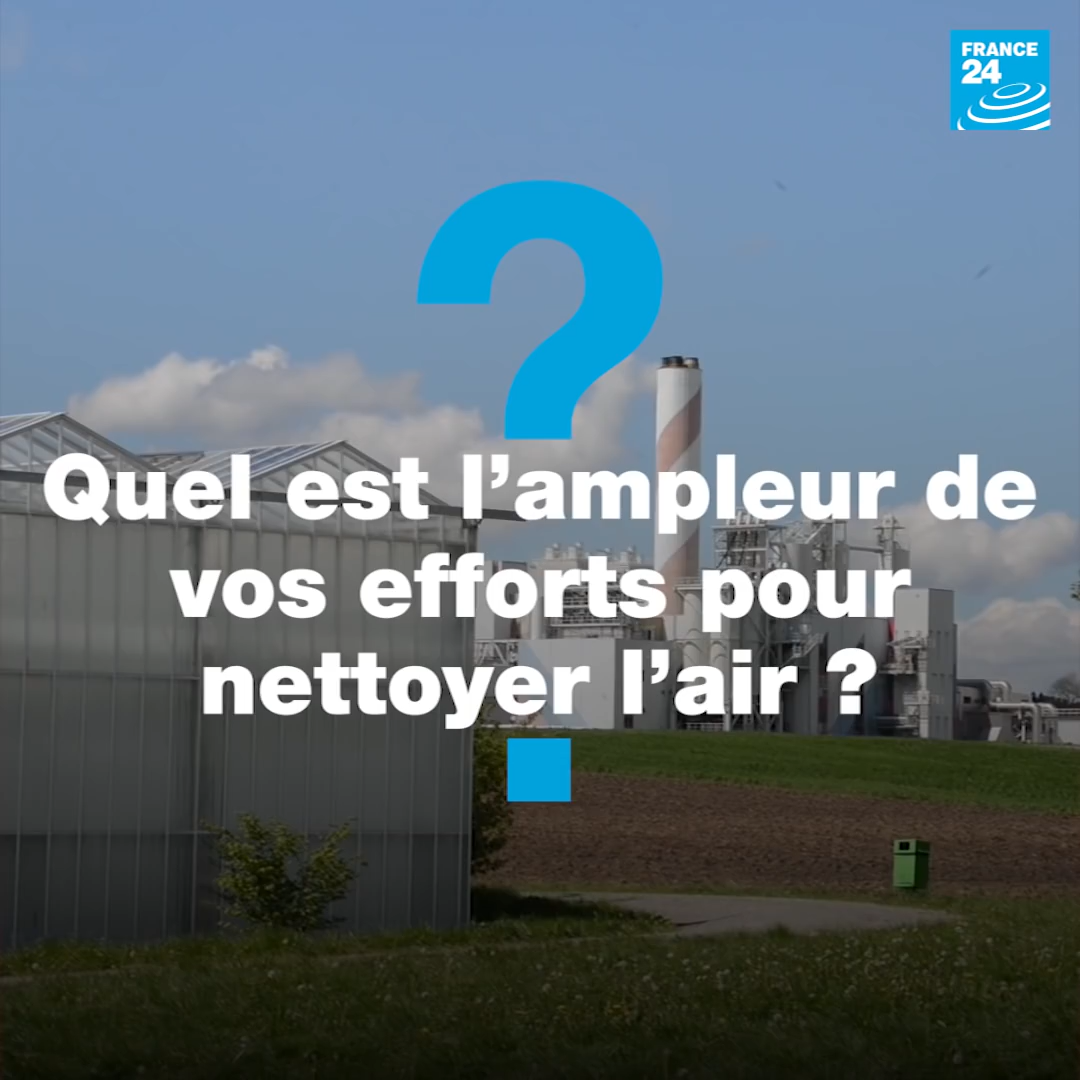 FRANCE
24
?
Quel est l’ampleur de
vos efforts pour
nettoyer l’air ?